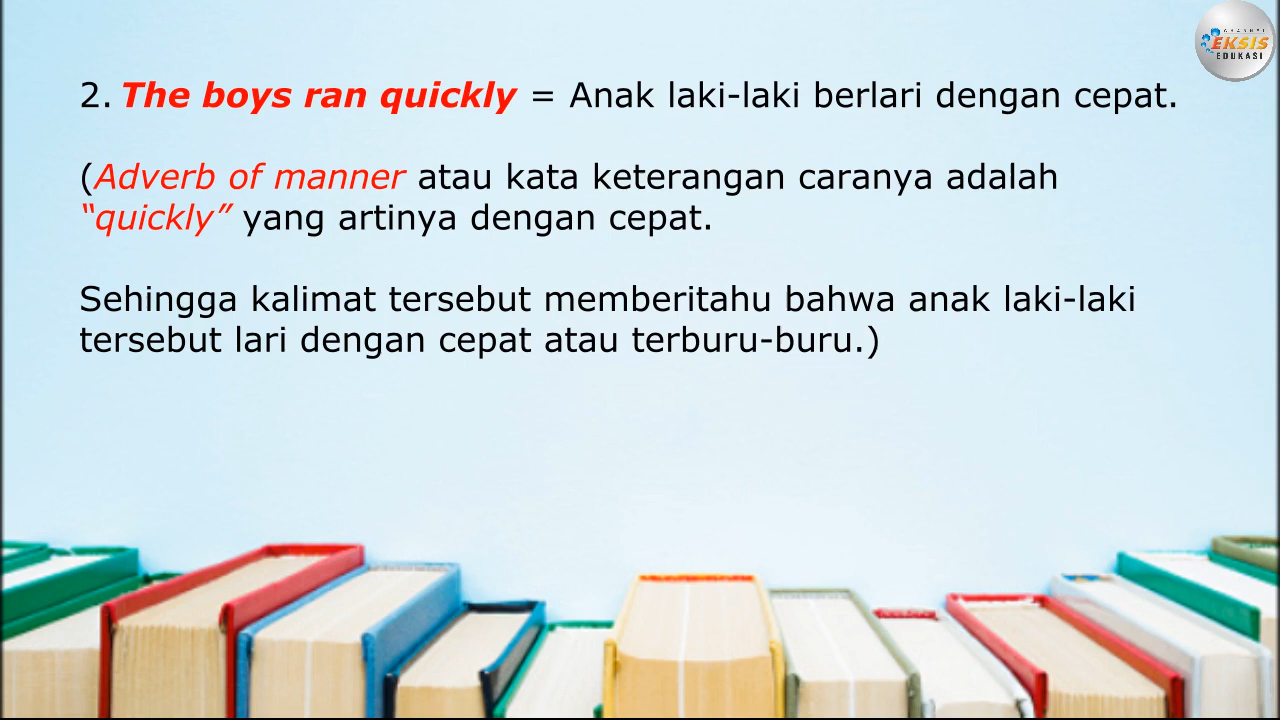 EKSIS
EDUKASI
2. The boys ran quickly = Anak laki-laki berlari dengan cepat.
(Adverb of manner atau kata keterangan caranya adalah
“quickly” yang artinya dengan cepat.
Sehingga kalimat tersebut memberitahu bahwa anak laki-laki
tersebut lari dengan cepat atau terburu-buru.)